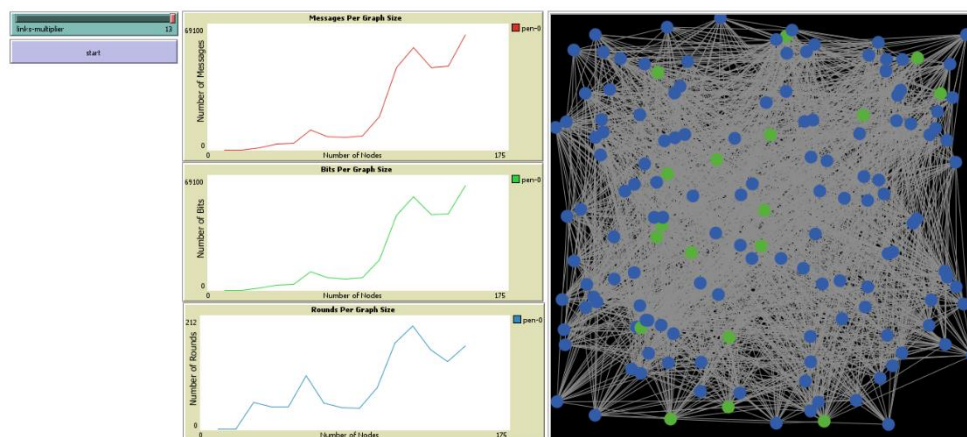 links-multiplier 13
start
Messages Per Graph Size
69100
pen-0
Number of Messages
0
0 Number of Nodes 175
Bits Per Graph Size
69100
pen-0
Number of Bits
0
0 Number of Nodes 175
Rounds Per Graph Size
212
pen-0
Number of Rounds
0
0 Number of Nodes 175